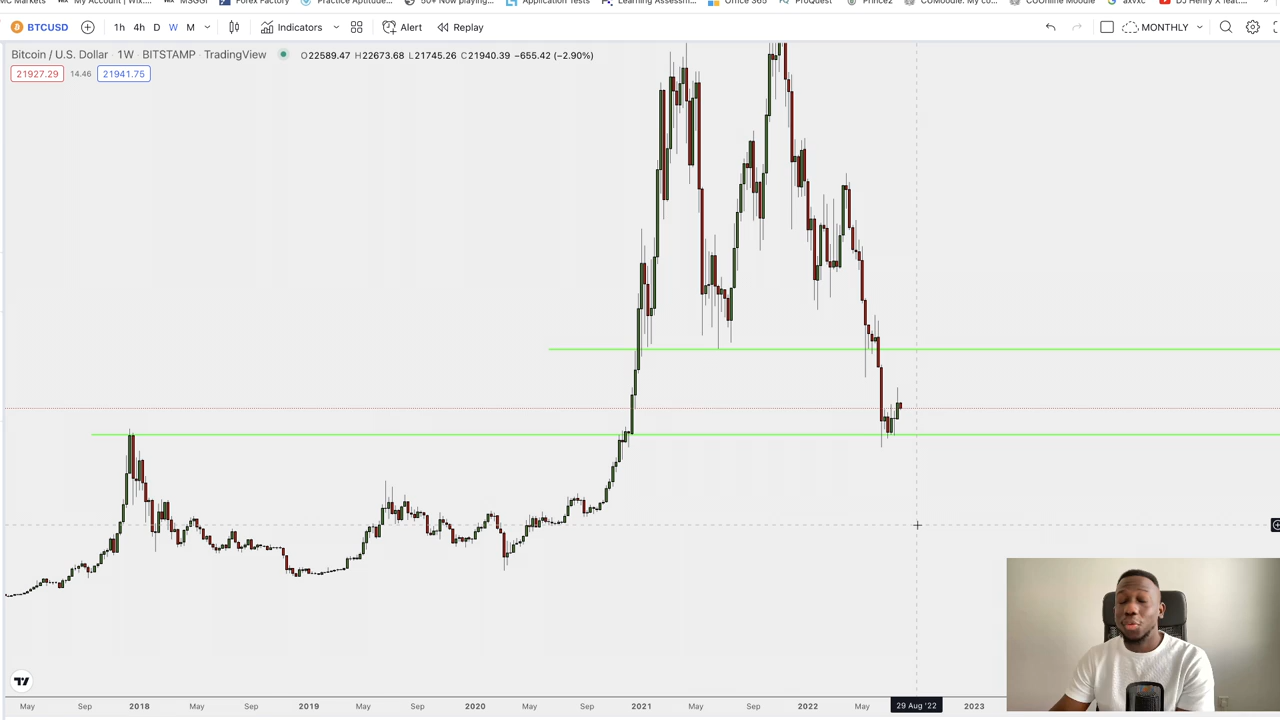 MC Markets My Account | Wix... MSGGI Forex Factory Practice Aptitude... 50+ Now playing... Application Tests Learning Assessme... Office 365 ProQuest Prince2 COMoodle: My co... COOnline Moodle axvxc DJ Henry X feat...
BTCUSD 1h 4h D W M Indicators Alert Replay MONTHLY
Bitcoin / U.S. Dollar · 1W · BITSTAMP · TradingView O22589.47 H22673.68 L21745.26 C21940.39 −655.42 (−2.90%)
21927.29 14.46 21941.75
May Sep 2018 May Sep 2019 May Sep 2020 May Sep 2021 May Sep 2022 May 29 Aug '22 2023